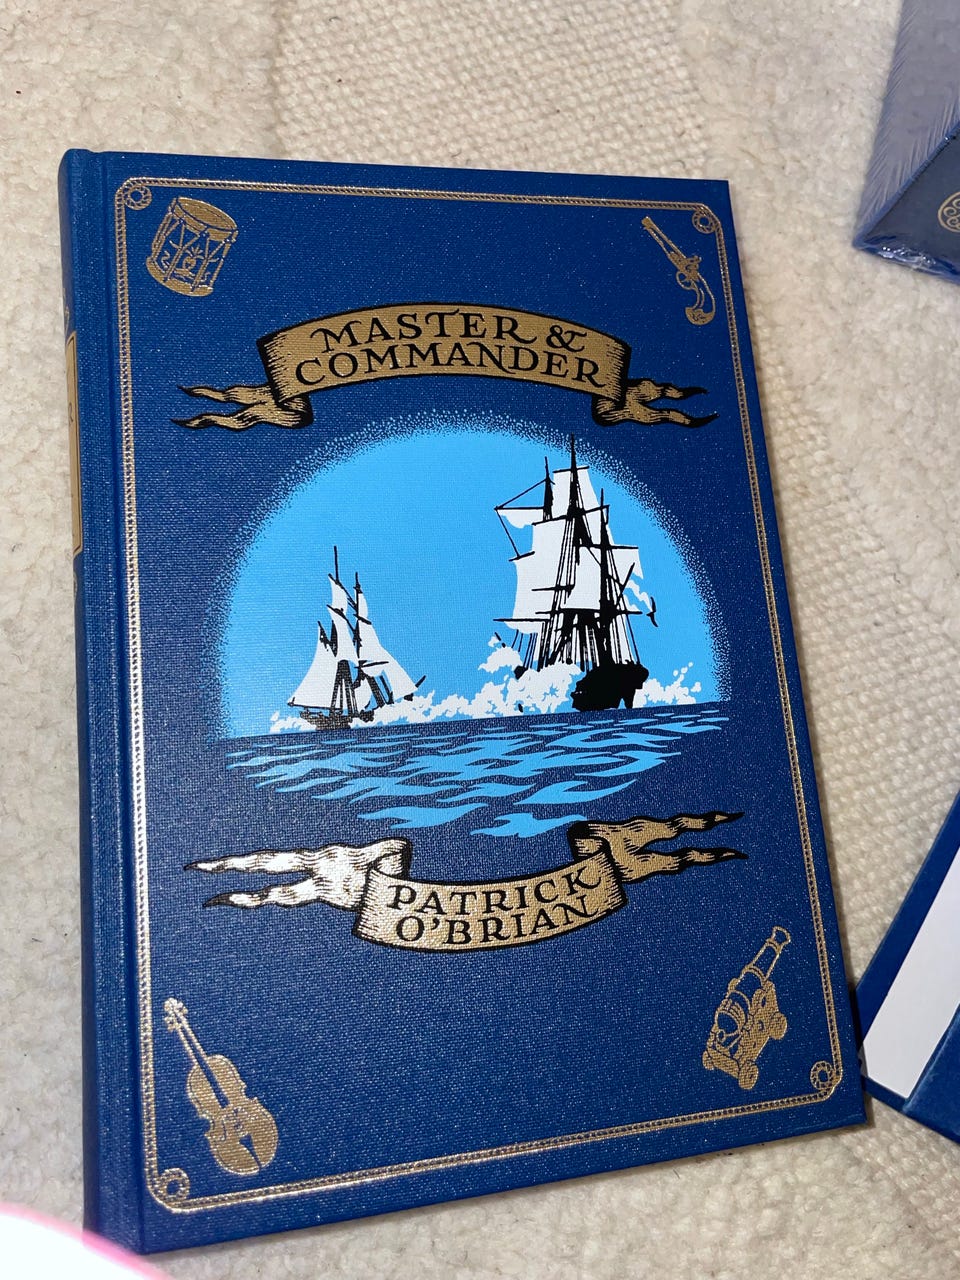 MASTER &
COMMANDER
PATRICK
O'BRIAN